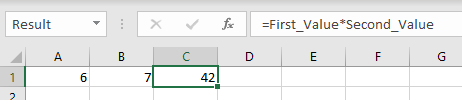 Result fx =First_Value*Second_Value
A B C D E F G
1 6 7 42
2